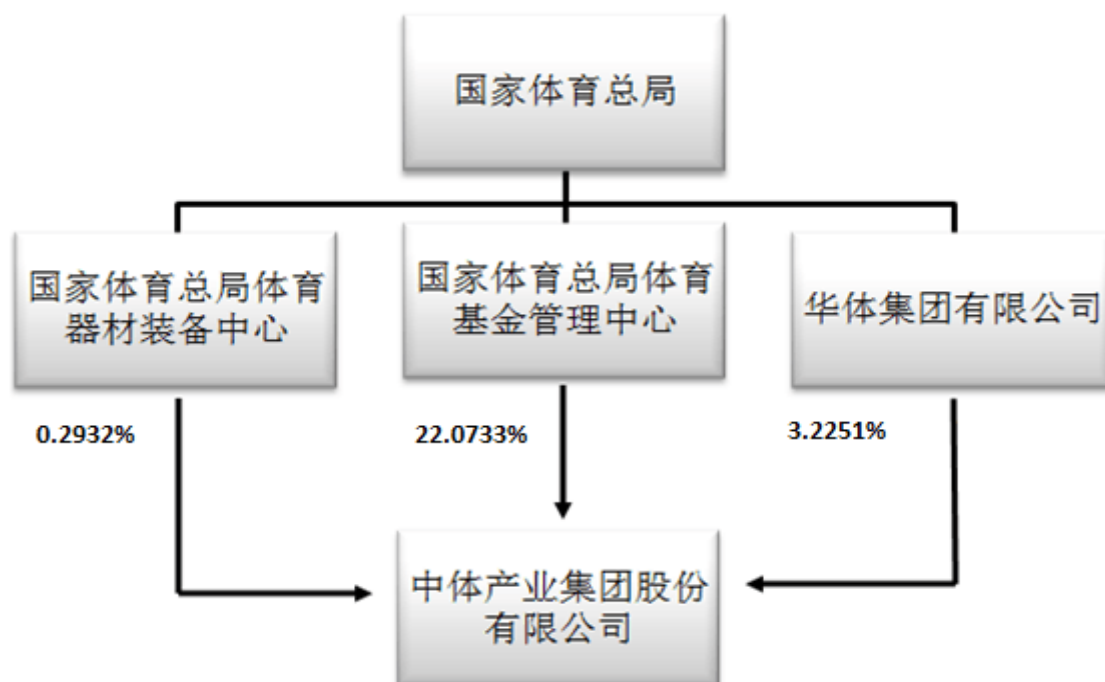 国家体育总局
国家体育总局体育
器材装备中心
国家体育总局体育
基金管理中心
华体集团有限公司
0.2932%
22.0733%
3.2251%
中体产业集团股份
有限公司